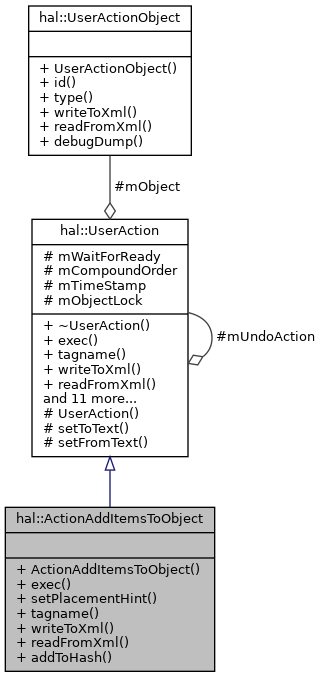 hal::UserActionObject
+ UserActionObject()
+ id()
+ type()
+ writeToXml()
+ readFromXml()
+ debugDump()
#mObject
hal::UserAction
# mWaitForReady
# mCompoundOrder
# mTimeStamp
# mObjectLock
+ ~UserAction()
+ exec()
+ tagname()
+ writeToXml()
+ readFromXml()
and 11 more...
# UserAction()
# setToText()
# setFromText()
#mUndoAction
hal::ActionAddItemsToObject
+ ActionAddItemsToObject()
+ exec()
+ setPlacementHint()
+ tagname()
+ writeToXml()
+ readFromXml()
+ addToHash()